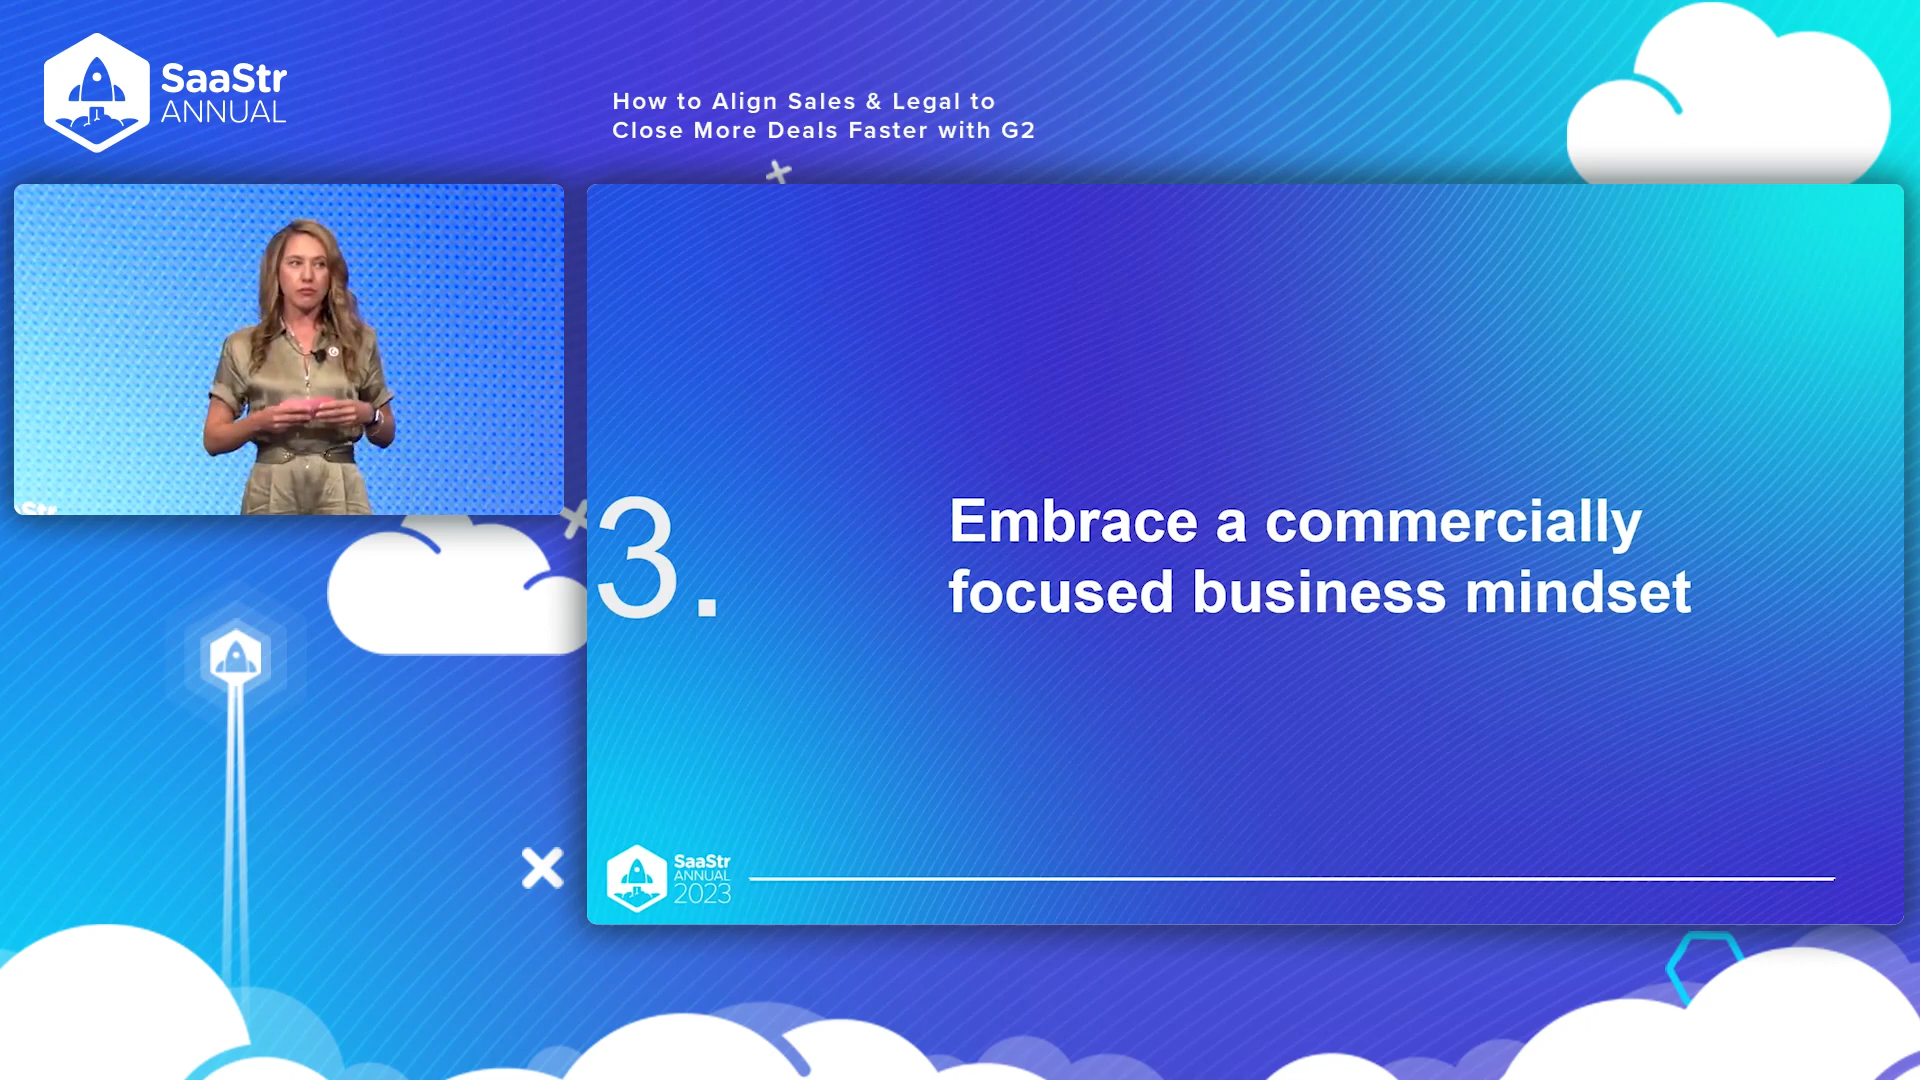 SaaStr
ANNUAL
How to Align Sales & Legal to
Close More Deals Faster with G2
Str
3.
Embrace a commercially
focused business mindset
SaaStr
ANNUAL
2023